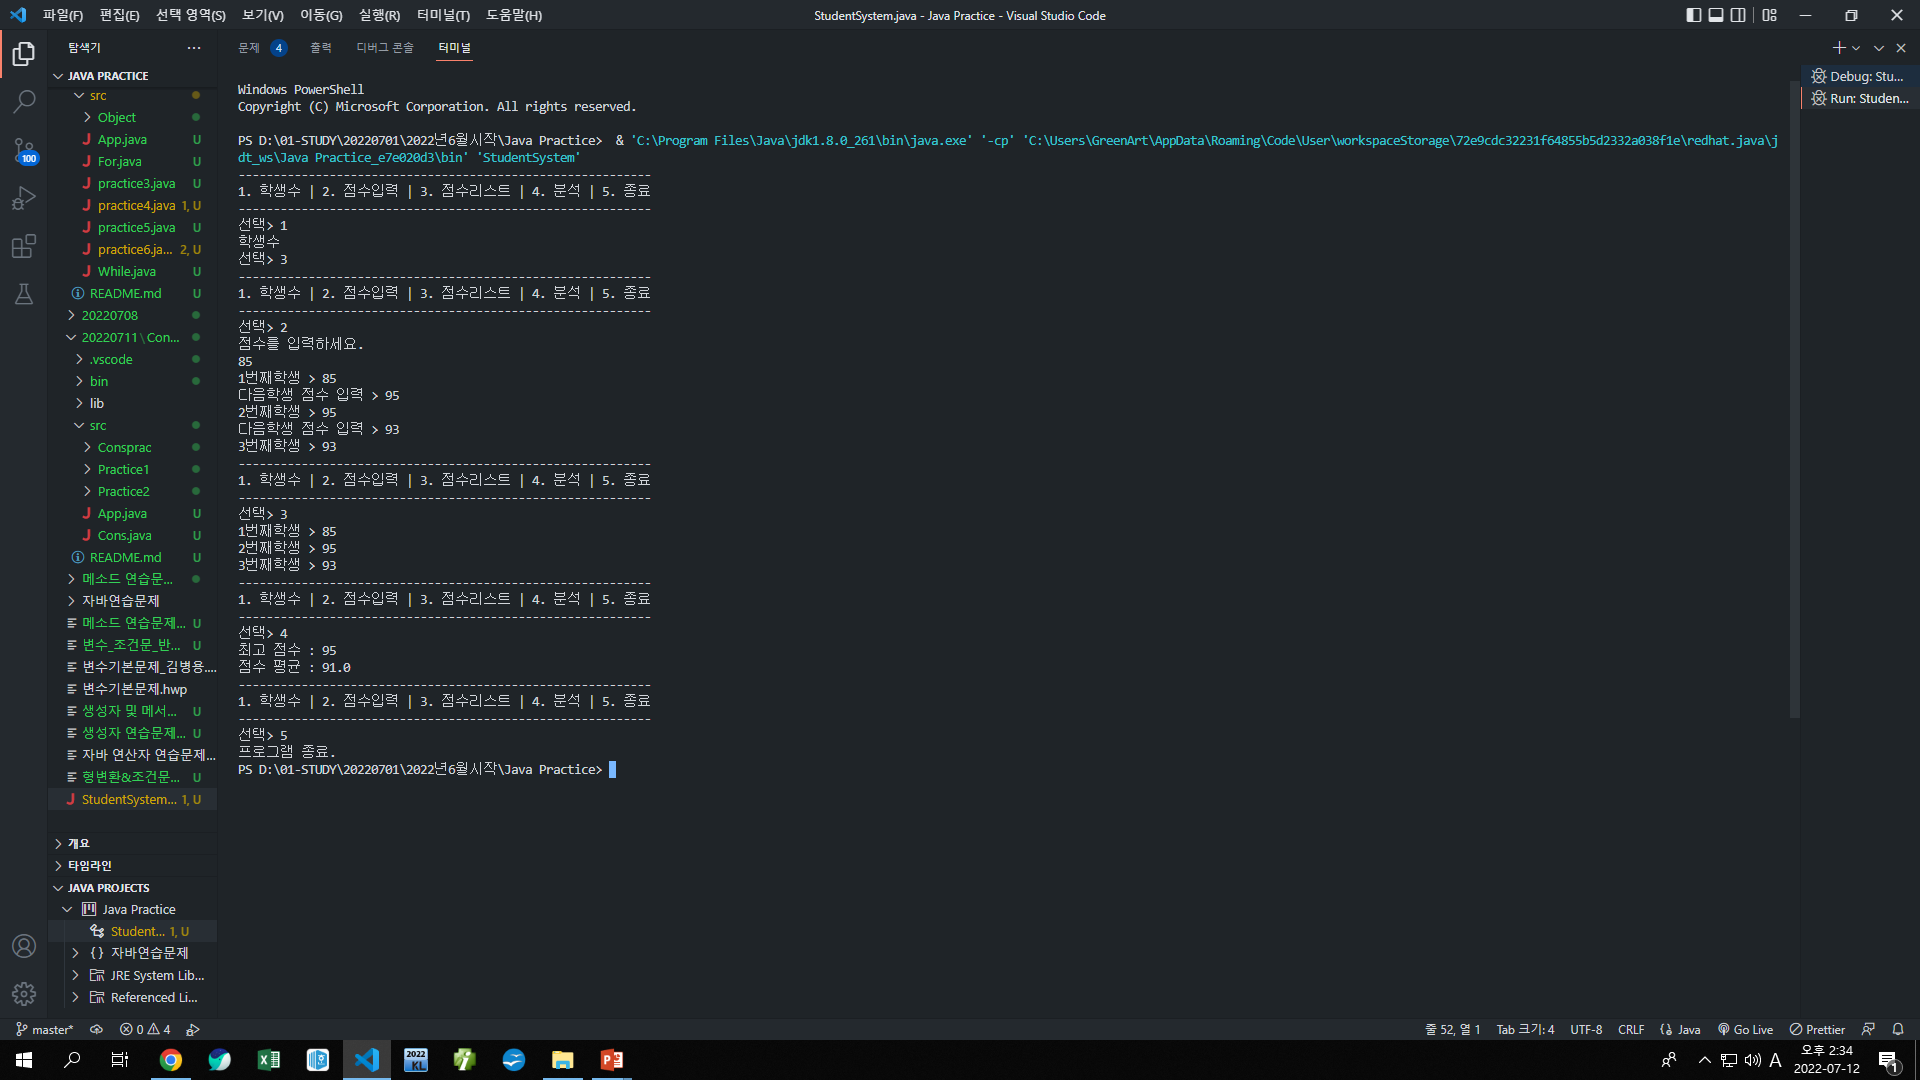 파일(F) 편집(E) 선택 영역(S) 보기(V) 이동(G) 실행(R) 터미널(T) 도움말(H)
StudentSystem.java - Java Practice - Visual Studio Code
탐색기
문제 4 출력 디버그 콘솔 터미널
JAVA PRACTICE
src
Object
App.java U
For.java U
practice3.java U
practice4.java 1, U
practice5.java U
practice6.ja... 2, U
While.java U
README.md U
20220708
20220711\Con...
.vscode
bin
lib
src
Consprac
Practice1
Practice2
App.java U
Cons.java U
README.md U
메소드 연습문...
자바연습문제
메소드 연습문제... U
변수_조건문_반... U
변수기본문제_김병용....
변수기본문제.hwp
생성자 및 메서... U
생성자 연습문제... U
자바 연산자 연습문제...
형변환&조건문... U
StudentSystem... 1, U
개요
타임라인
JAVA PROJECTS
Java Practice
Student... 1, U
{} 자바연습문제
JRE System Lib...
Referenced Li...
100
Windows PowerShell
Copyright (C) Microsoft Corporation. All rights reserved.
PS D:\01-STUDY\20220701\2022년6월시작\Java Practice>  & 'C:\Program Files\Java\jdk1.8.0_261\bin\java.exe' '-cp' 'C:\Users\GreenArt\AppData\Roaming\Code\User\workspaceStorage\72e9cdc32231f64855b5d2332a038f1e\redhat.java\j
dt_ws\Java Practice_e7e020d3\bin' 'StudentSystem'
-----------------------------------------------------------
1. 학생수 | 2. 점수입력 | 3. 점수리스트 | 4. 분석 | 5. 종료
-----------------------------------------------------------
선택> 1
학생수
선택> 3
-----------------------------------------------------------
1. 학생수 | 2. 점수입력 | 3. 점수리스트 | 4. 분석 | 5. 종료
-----------------------------------------------------------
선택> 2
점수를 입력하세요.
85
1번째학생 > 85
다음학생 점수 입력 > 95
2번째학생 > 95
다음학생 점수 입력 > 93
3번째학생 > 93
-----------------------------------------------------------
1. 학생수 | 2. 점수입력 | 3. 점수리스트 | 4. 분석 | 5. 종료
-----------------------------------------------------------
선택> 3
1번째학생 > 85
2번째학생 > 95
3번째학생 > 93
-----------------------------------------------------------
1. 학생수 | 2. 점수입력 | 3. 점수리스트 | 4. 분석 | 5. 종료
-----------------------------------------------------------
선택> 4
최고 점수 : 95
점수 평균 : 91.0
-----------------------------------------------------------
1. 학생수 | 2. 점수입력 | 3. 점수리스트 | 4. 분석 | 5. 종료
-----------------------------------------------------------
선택> 5
프로그램 종료.
PS D:\01-STUDY\20220701\2022년6월시작\Java Practice>
Debug: Stu...
Run: Studen...
master* 0 4
줄 52, 열 1 Tab 크기: 4 UTF-8 CRLF Java Go Live Prettier
2022 KL
A
오후 2:34
2022-07-12
1